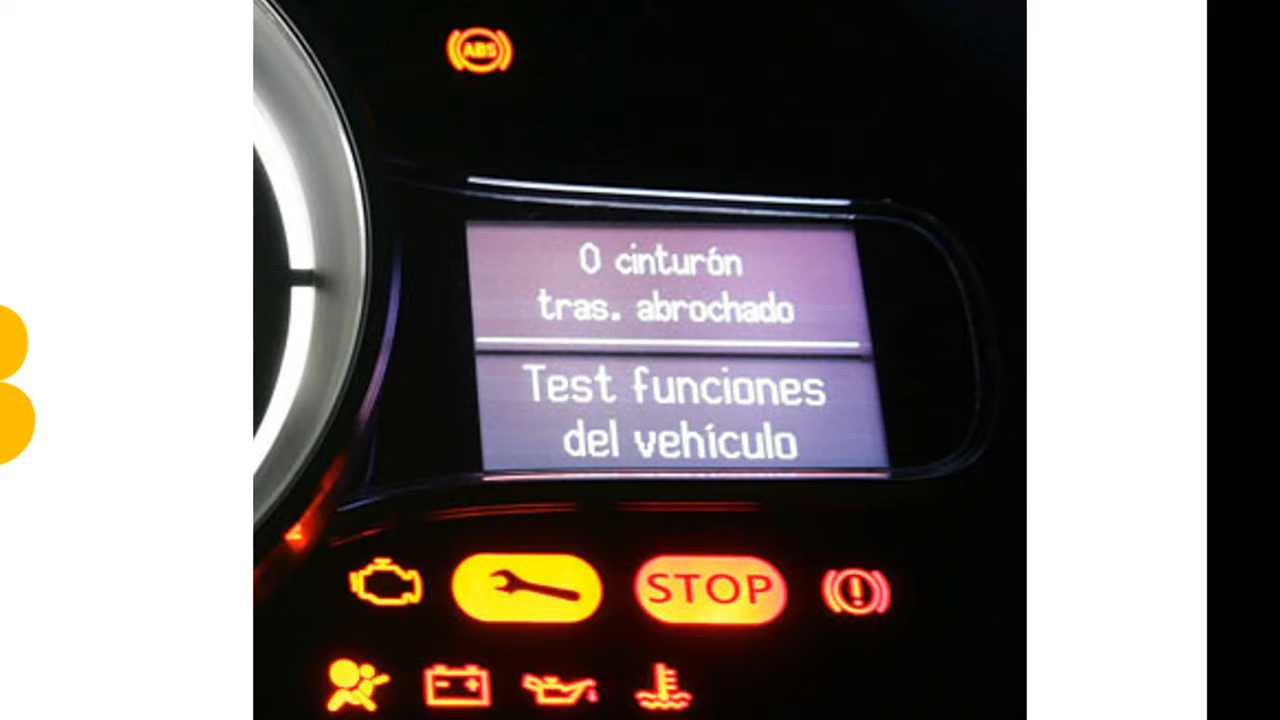 ABS
0 cinturón
tras. abrochado
Test funciones
del vehículo
STOP